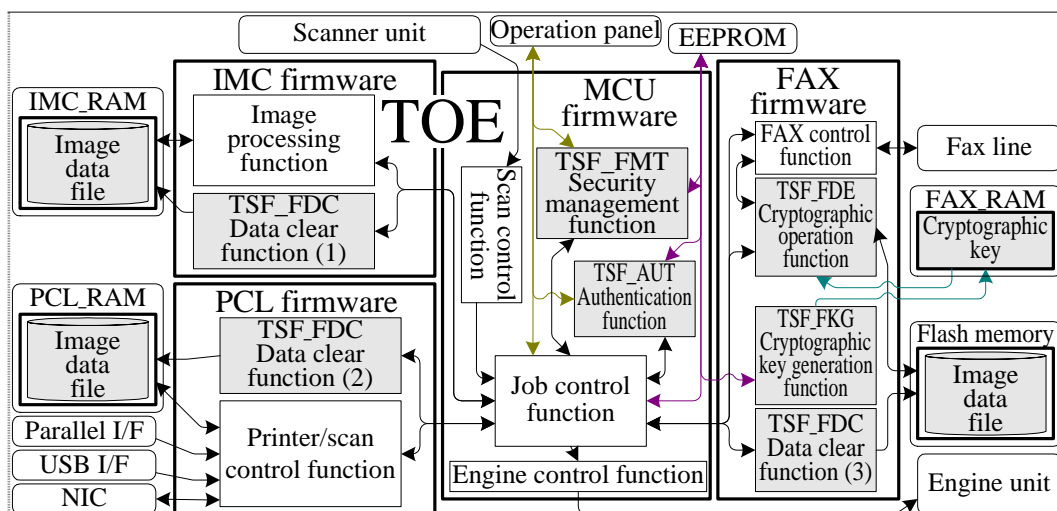 Scanner unit
Operation panel
EEPROM
IMC firmware
TOE
MCU
firmware
FAX
firmware
IMC_RAM
Image
data
file
Image
processing
function
TSF_FDC
Data clear
function (1)
Scan control
function
TSF_FMT
Security
management
function
TSF_AUT
Authentication
function
FAX control
function
TSF_FDE
Cryptographic
operation
function
Fax line
FAX_RAM
Cryptographic
key
PCL_RAM
Image
data
file
PCL firmware
TSF_FDC
Data clear
function (2)
Printer/scan
control function
Parallel I/F
USB I/F
NIC
Job control
function
Engine control function
TSF_FKG
Cryptographic
key generation
function
TSF_FDC
Data clear
function (3)
Flash memory
Image
data
file
Engine unit